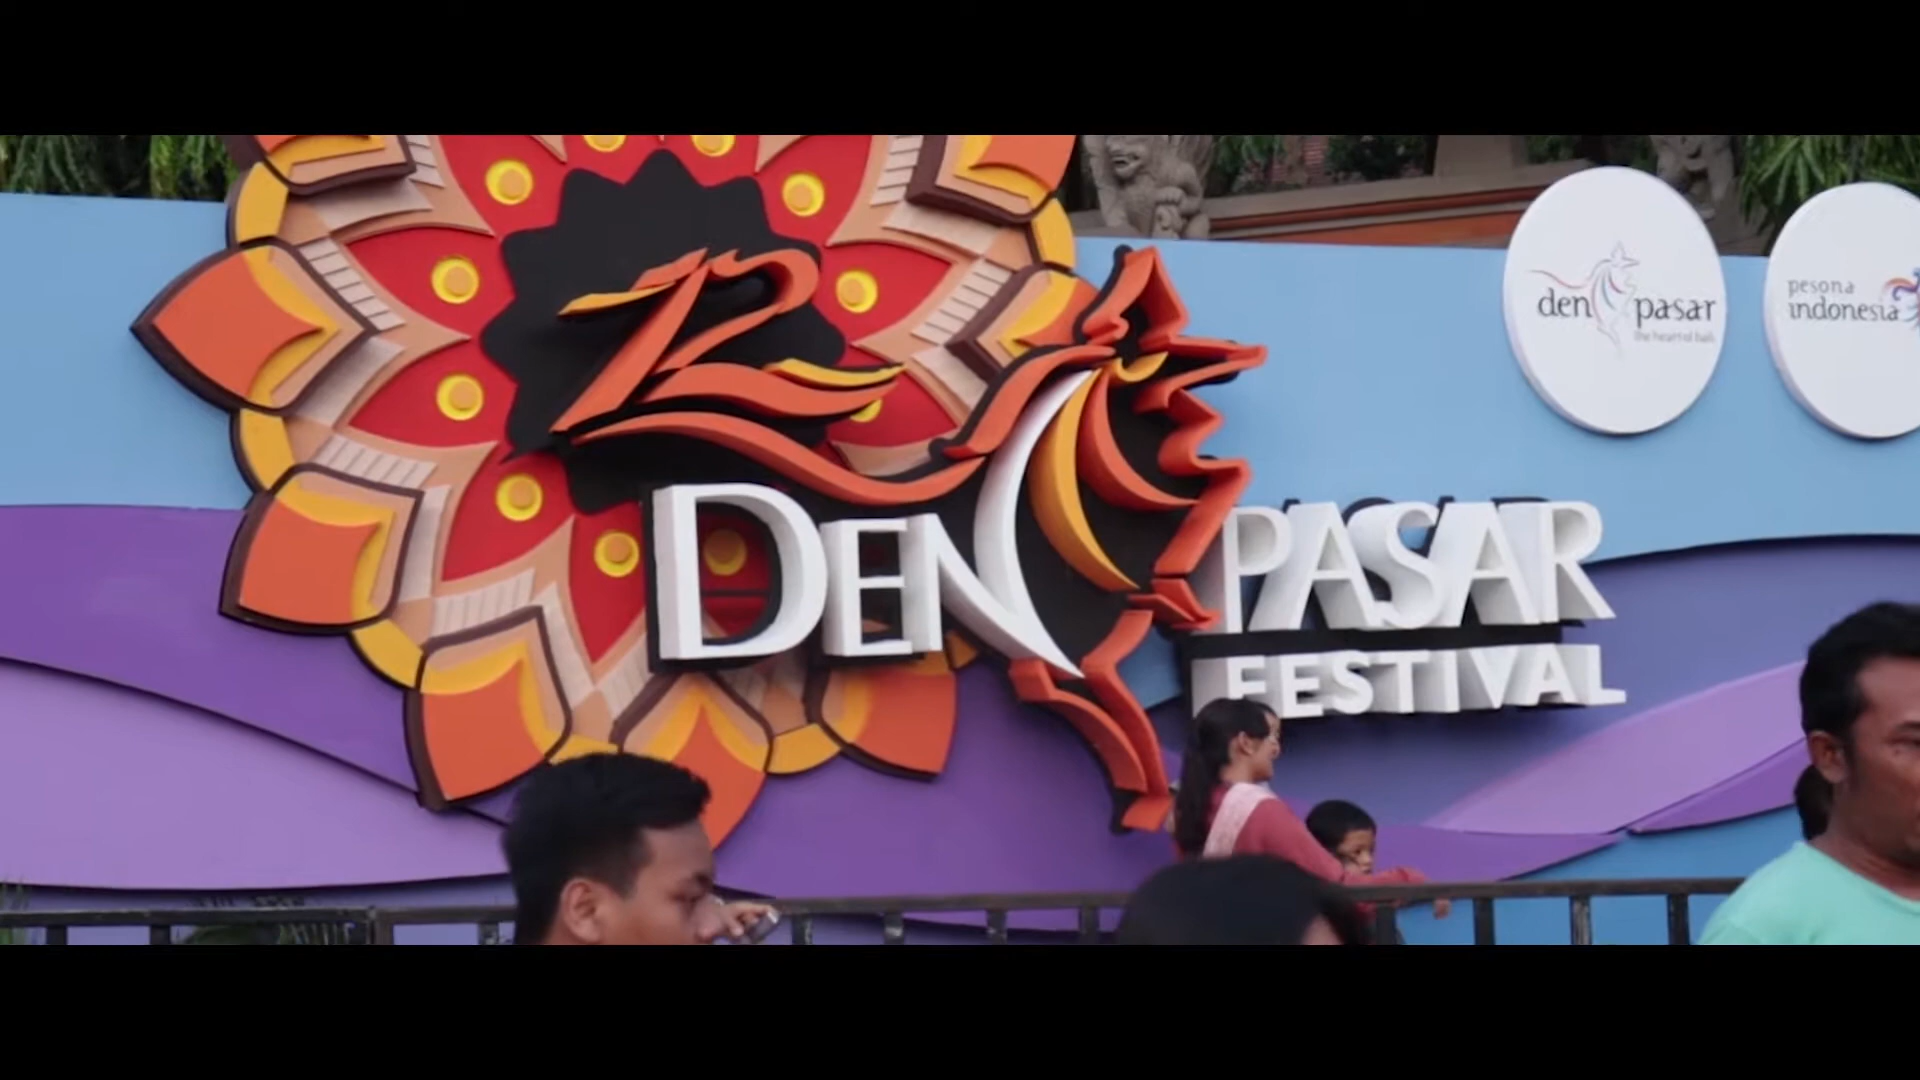 12
DENPASAR
FESTIVAL
denpasar
the heart of bali
pesona
indonesia